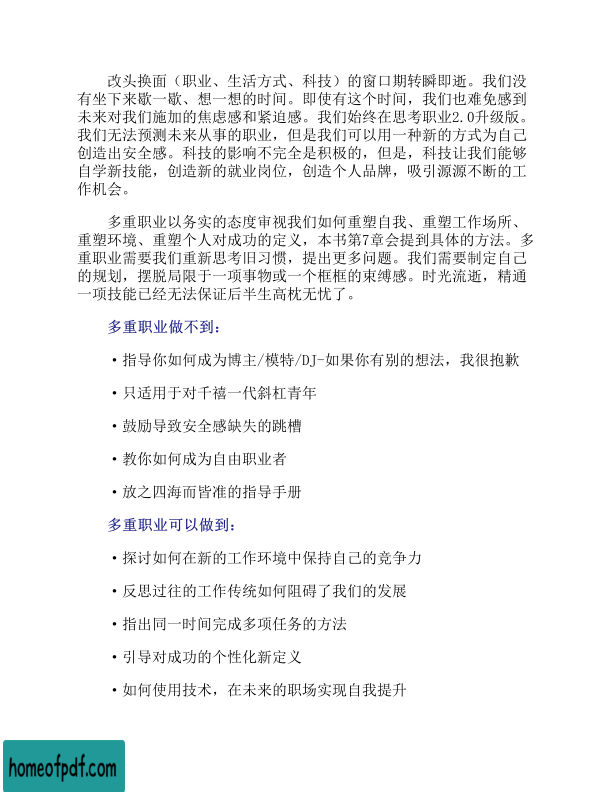 改头换面（职业、生活方式、科技）的窗口期转瞬即逝。我们没
有坐下来歇一歇、想一想的时间。即使有这个时间，我们也难免感到
未来对我们施加的焦虑感和紧迫感。我们始终在思考职业2.0升级版。
我们无法预测未来从事的职业，但是我们可以用一种新的方式为自己
创造出安全感。科技的影响不完全是积极的，但是，科技让我们能够
自学新技能，创造新的就业岗位，创造个人品牌，吸引源源不断的工
作机会。
多重职业以务实的态度审视我们如何重塑自我、重塑工作场所、
重塑环境、重塑个人对成功的定义，本书第7章会提到具体的方法。多
重职业需要我们重新思考旧习惯，提出更多问题。我们需要制定自己
的规划，摆脱局限于一项事物或一个框框的束缚感。时光流逝，精通
一项技能已经无法保证后半生高枕无忧了。
多重职业做不到：
·指导你如何成为博主/模特/DJ-如果你有别的想法，我很抱歉
·只适用于对千禧一代斜杠青年
·鼓励导致安全感缺失的跳槽
·教你如何成为自由职业者
·放之四海而皆准的指导手册
多重职业可以做到：
·探讨如何在新的工作环境中保持自己的竞争力
·反思过往的工作传统如何阻碍了我们的发展
·指出同一时间完成多项任务的方法
·引导对成功的个性化新定义
·如何使用技术，在未来的职场实现自我提升
homeofpdf.com